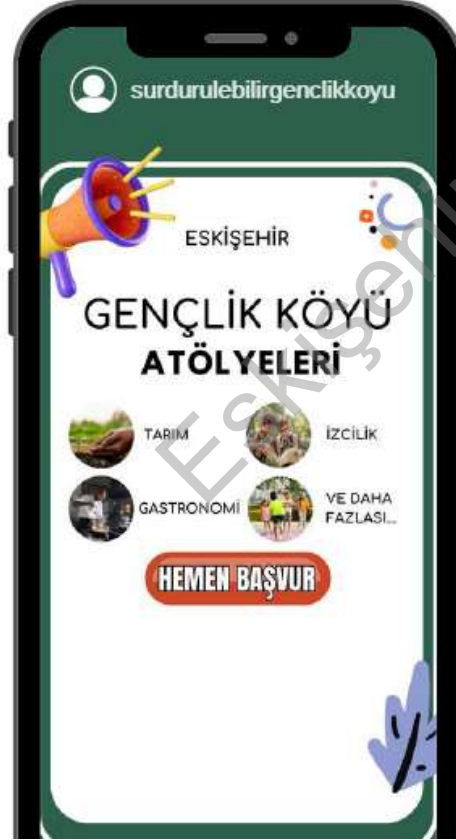 surdurulebilirgenclikkoyu
ESKİŞEHİR
GENÇLİK KÖYÜ
ATÖLYELERİ
TARIM
İZCİLİK
GASTRONOMİ
VE DAHA
FAZLASI...
HEMEN BAŞVUR